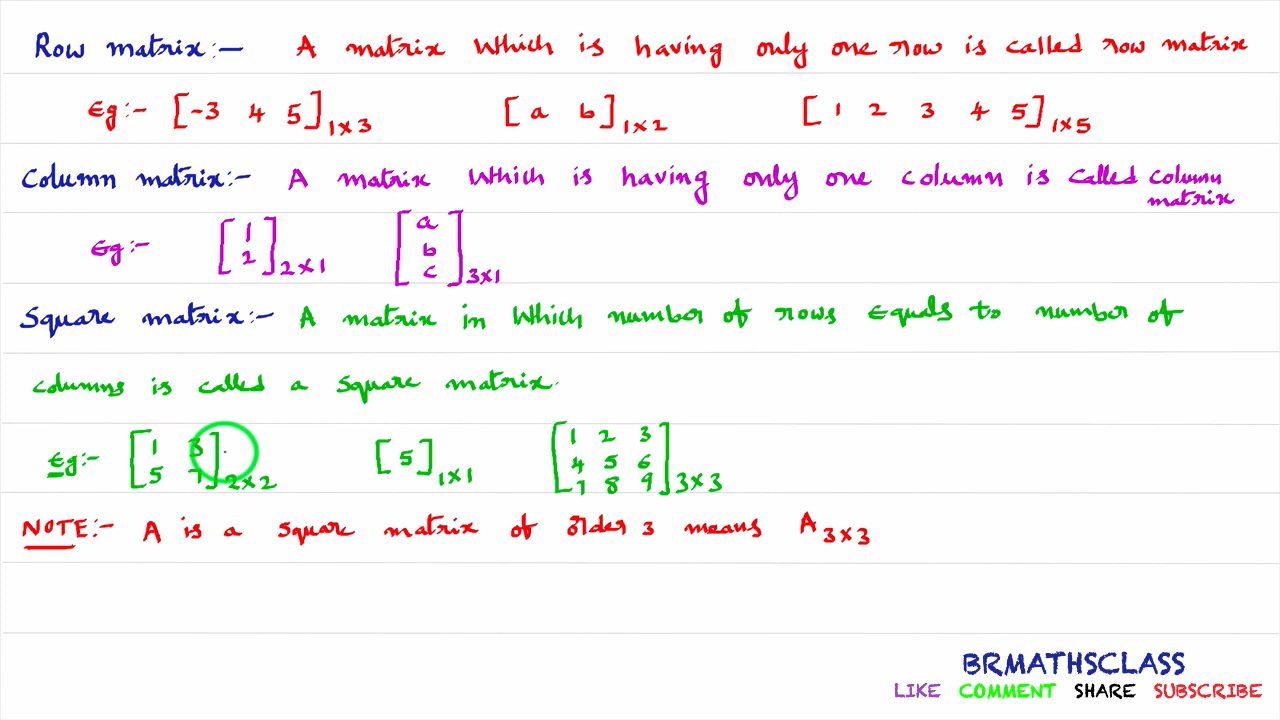 Row matrix:- A matrix which is having only one row is called row matrix
Eg:- [-3 4 5]1×3 [a b]1×2 [1 2 3 4 5]1×5
Column matrix:- A matrix which is having only one column is called column matrix
Eg:- [1 2]2×1 [a b c]3×1
Square matrix:- A matrix in which number of rows equals to number of
columns is called a square matrix.
Eg:- [1 3 5 7]2×2 [5]1×1 [1 2 3 4 5 6 7 8 9]3×3
NOTE:- A is a square matrix of order 3 means A3×3
BRMATHSCLASS
LIKE COMMENT SHARE SUBSCRIBE